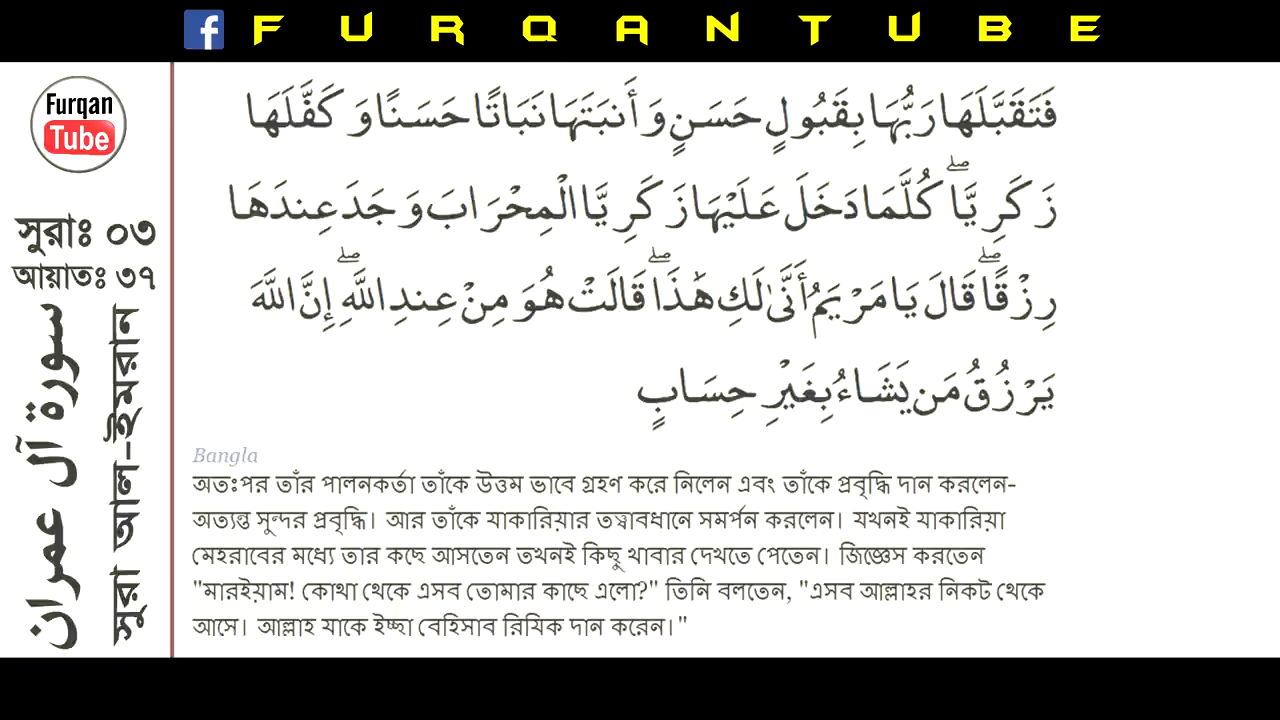 f FURQAN TUBE
Furqan
Tube
সুরাঃ ০৩
আয়াতঃ ৩৭
سورة آل عمران
সুরা আল-ইমরান
فَتَقَبَّلَهَا رَبُّهَا بِقَبُولٍ حَسَنٍ وَأَنبَتَهَا نَبَاتًا حَسَنًا وَكَفَّلَهَا
زَكَرِيَّا ۖ كُلَّمَا دَخَلَ عَلَيْهَا زَكَرِيَّا الْمِحْرَابَ وَجَدَ عِندَهَا
رِزْقًا ۖ قَالَ يَا مَرْيَمُ أَنَّىٰ لَكِ هَٰذَا ۖ قَالَتْ هُوَ مِنْ عِندِ اللَّهِ ۖ إِنَّ اللَّهَ
يَرْزُقُ مَن يَشَاءُ بِغَيْرِ حِسَابٍ
Bangla
অতঃপর তাঁর পালনকর্তা তাঁকে উত্তম ভাবে গ্রহণ করে নিলেন এবং তাঁকে প্রবৃদ্ধি দান করলেন-
অত্যন্ত সুন্দর প্রবৃদ্ধি। আর তাঁকে যাকারিয়ার তত্ত্বাবধানে সমর্পন করলেন। যখনই যাকারিয়া
মেহরাবের মধ্যে তার কছে আসতেন তখনই কিছু খাবার দেখতে পেতেন। জিজ্ঞেস করতেন
"মারইয়াম! কোথা থেকে এসব তোমার কাছে এলো?" তিনি বলতেন, "এসব আল্লাহর নিকট থেকে
আসে। আল্লাহ যাকে ইচ্ছা বেহিসাব রিযিক দান করেন।"